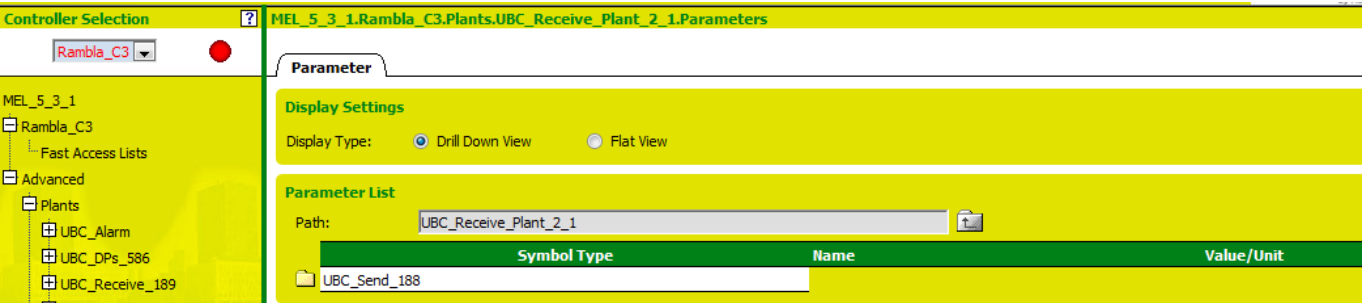 Controller Selection ?
Rambla_C3
MEL_5_3_1
Rambla_C3
Fast Access Lists
Advanced
Plants
UBC_Alarm
UBC_DPs_586
UBC_Receive_189
MEL_5_3_1.Rambla_C3.Plants.UBC_Receive_Plant_2_1.Parameters
Parameter
Display Settings
Display Type: Drill Down View Flat View
Parameter List
Path: UBC_Receive_Plant_2_1
Symbol Type Name Value/Unit
UBC_Send_188